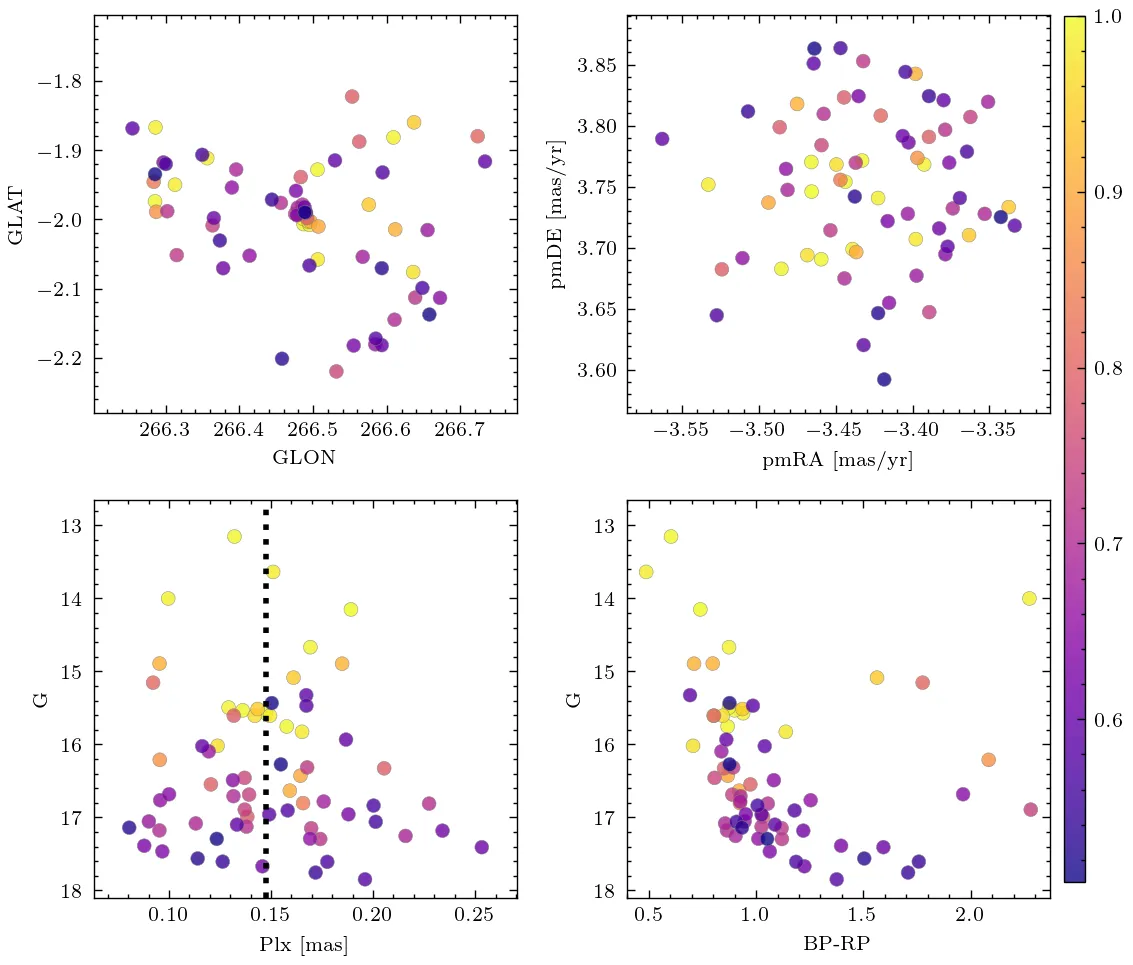 −1.8
−1.9
−2.0
−2.1
−2.2
GLAT
266.3 266.4 266.5 266.6 266.7
GLON
3.85
3.80
3.75
3.70
3.65
3.60
pmDE [mas/yr]
−3.55 −3.50 −3.45 −3.40 −3.35
pmRA [mas/yr]
1.0
0.9
0.8
0.7
0.6
13
14
15
16
17
18
G
0.10 0.15 0.20 0.25
Plx [mas]
13
14
15
16
17
18
G
0.5 1.0 1.5 2.0
BP-RP